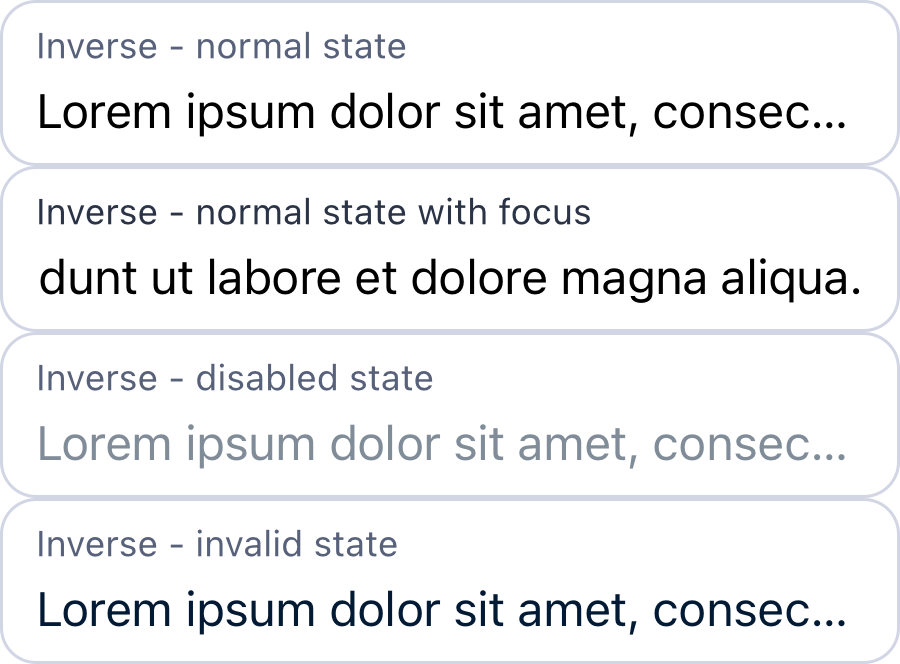 Inverse - normal state
Lorem ipsum dolor sit amet, consec...
Inverse - normal state with focus
dunt ut labore et dolore magna aliqua.
Inverse - disabled state
Lorem ipsum dolor sit amet, consec...
Inverse - invalid state
Lorem ipsum dolor sit amet, consec...